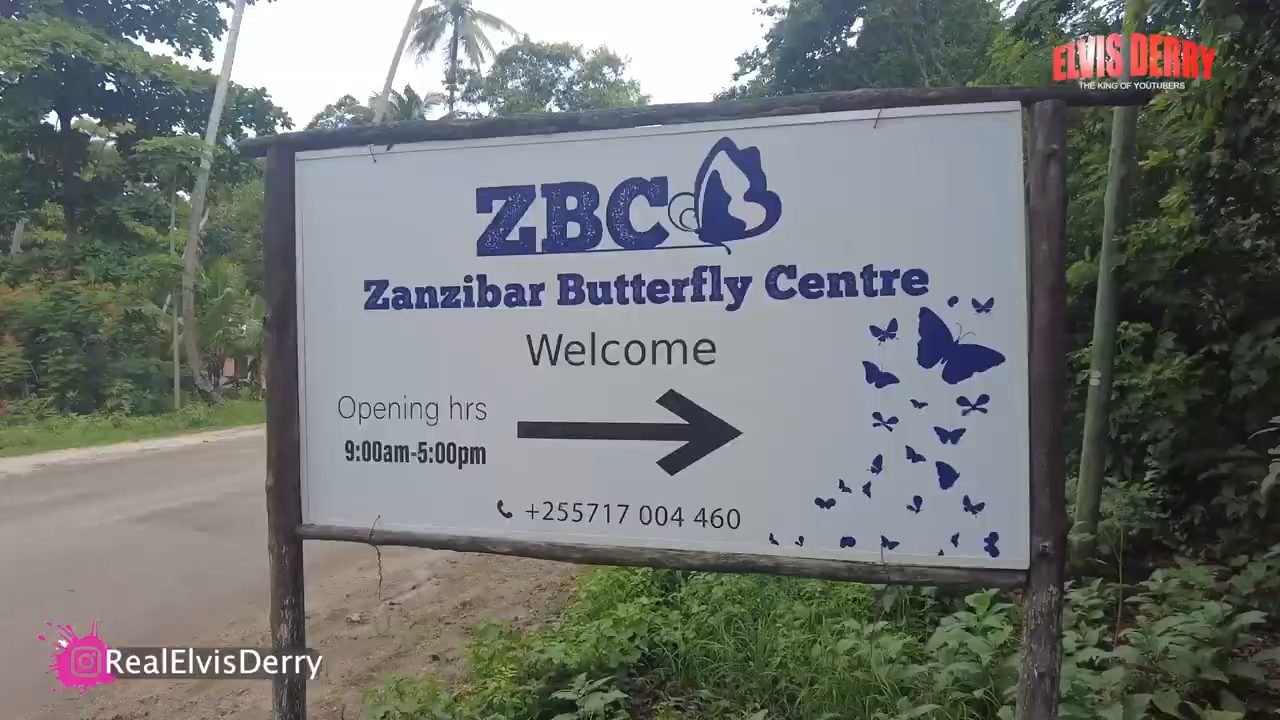 ELVIS DERRY
THE KING OF YOUTUBERS
ZBC
Zanzibar Butterfly Centre
Welcome
Opening hrs
9:00am-5:00pm
+255717 004 460
RealElvisDerry